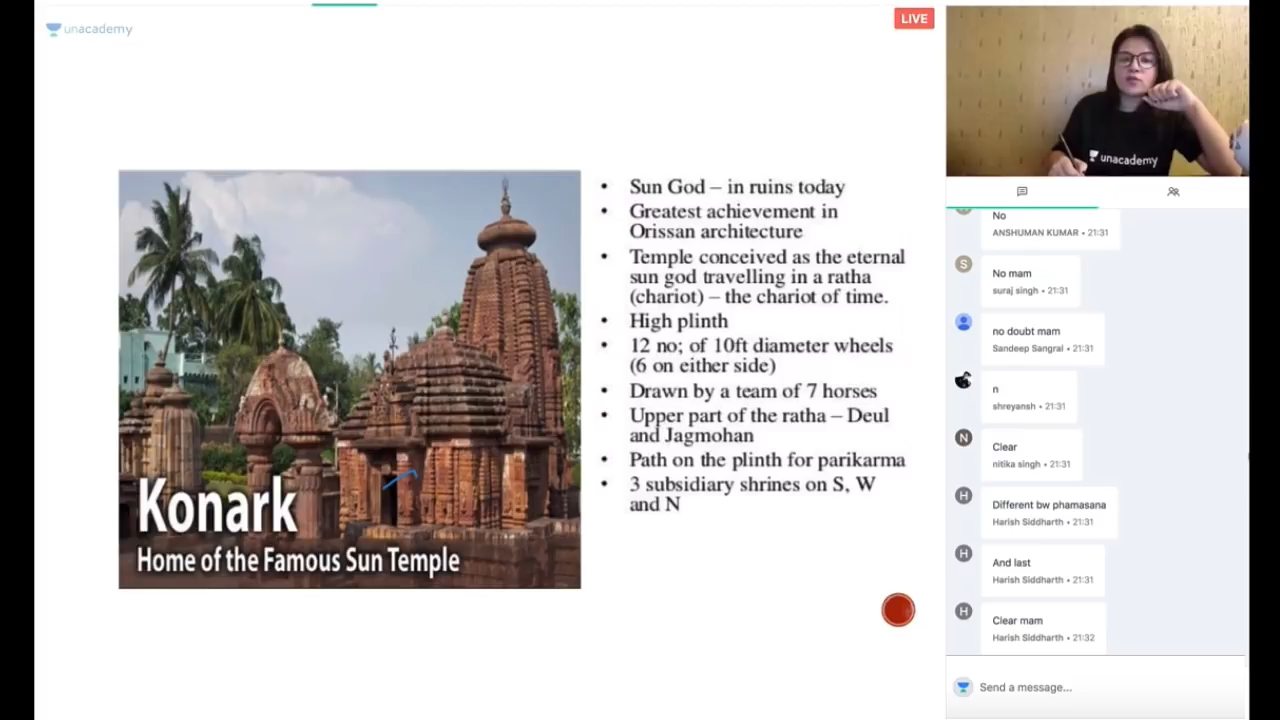 unacademy
LIVE
Konark
Home of the Famous Sun Temple
• Sun God – in ruins today
• Greatest achievement in
Orissan architecture
• Temple conceived as the eternal
sun god travelling in a ratha
(chariot) – the chariot of time.
• High plinth
• 12 no; of 10ft diameter wheels
(6 on either side)
• Drawn by a team of 7 horses
• Upper part of the ratha – Deul
and Jagmohan
• Path on the plinth for parikarma
• 3 subsidiary shrines on S, W
and N
unacademy
No
ANSHUMAN KUMAR • 21:31
S
No mam
suraj singh • 21:31
no doubt mam
Sandeep Sangral • 21:31
n
shreyansh • 21:31
N
Clear
nitika singh • 21:31
H
Different bw phamasana
Harish Siddharth • 21:31
H
And last
Harish Siddharth • 21:31
H
Clear mam
Harish Siddharth • 21:32
Send a message...